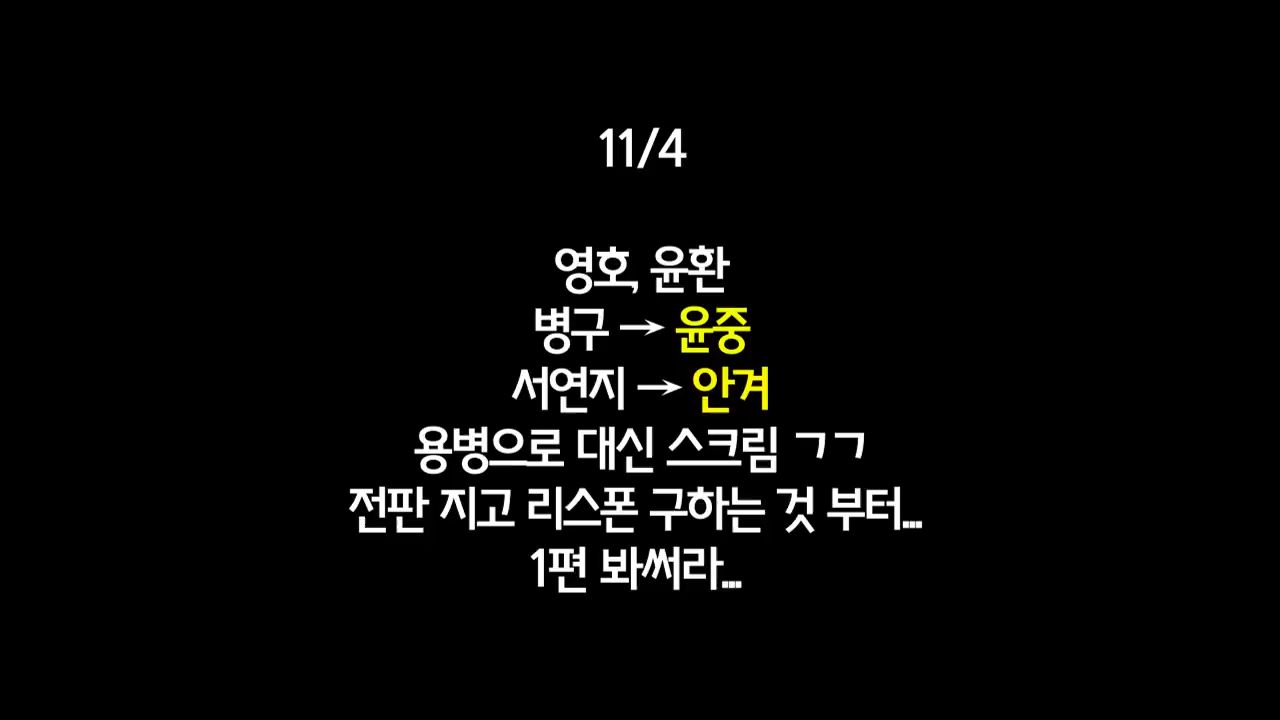 11/4
영호, 윤환
병구 → 윤중
서연지 → 안겨
용병으로 대신 스크림 ㄱㄱ
전판 지고 리스폰 구하는 것 부터...
1편 봐써라...